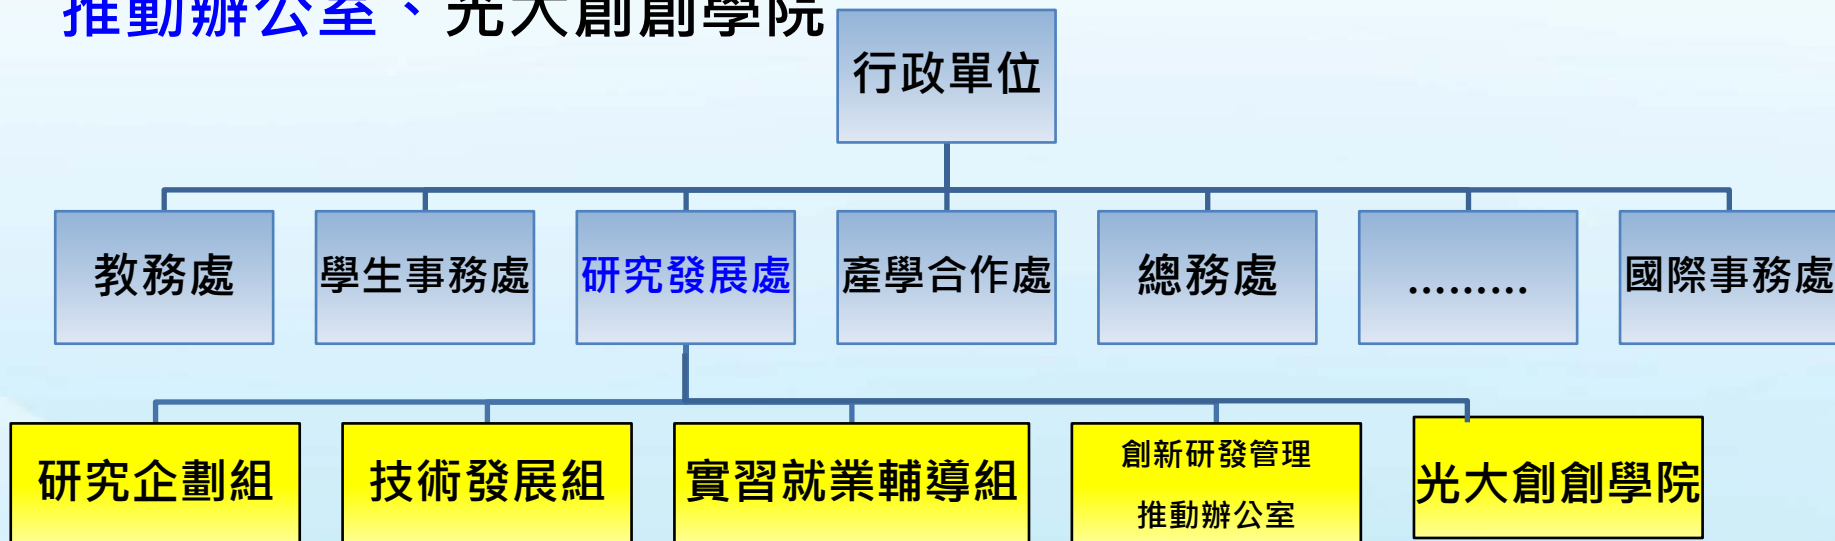 推動辦公室、光大創創學院
行政單位
教務處
學生事務處
研究發展處
產學合作處
總務處
………
國際事務處
研究企劃組
技術發展組
實習就業輔導組
創新研發管理
推動辦公室
光大創創學院